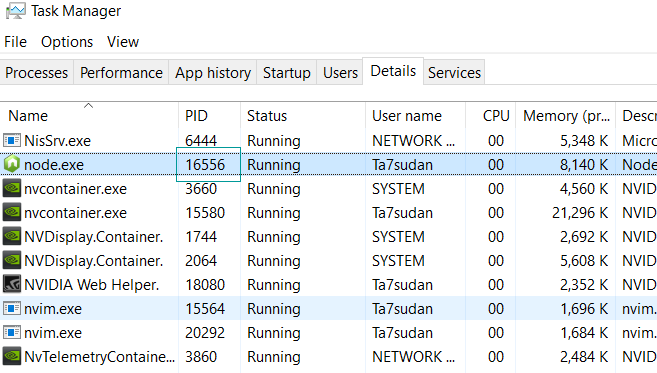 Task Manager
File Options View
Processes Performance App history Startup Users Details Services
Name PID Status User name CPU Memory (pr... Descr
NisSrv.exe 6444 Running NETWORK ... 00 5,348 K Micro
node.exe 16556 Running Ta7sudan 00 8,140 K Node
nvcontainer.exe 3660 Running SYSTEM 00 4,560 K NVID
nvcontainer.exe 15580 Running Ta7sudan 00 21,296 K NVID
NVDisplay.Container. 1744 Running SYSTEM 00 2,692 K NVID
NVDisplay.Container. 2064 Running SYSTEM 00 5,608 K NVID
NVIDIA Web Helper. 18080 Running Ta7sudan 00 2,352 K NVID
nvim.exe 15564 Running Ta7sudan 00 1,696 K nvim.
nvim.exe 20292 Running Ta7sudan 00 1,684 K nvim.
NvTelemetryContaine... 3860 Running NETWORK ... 00 2,484 K NVID